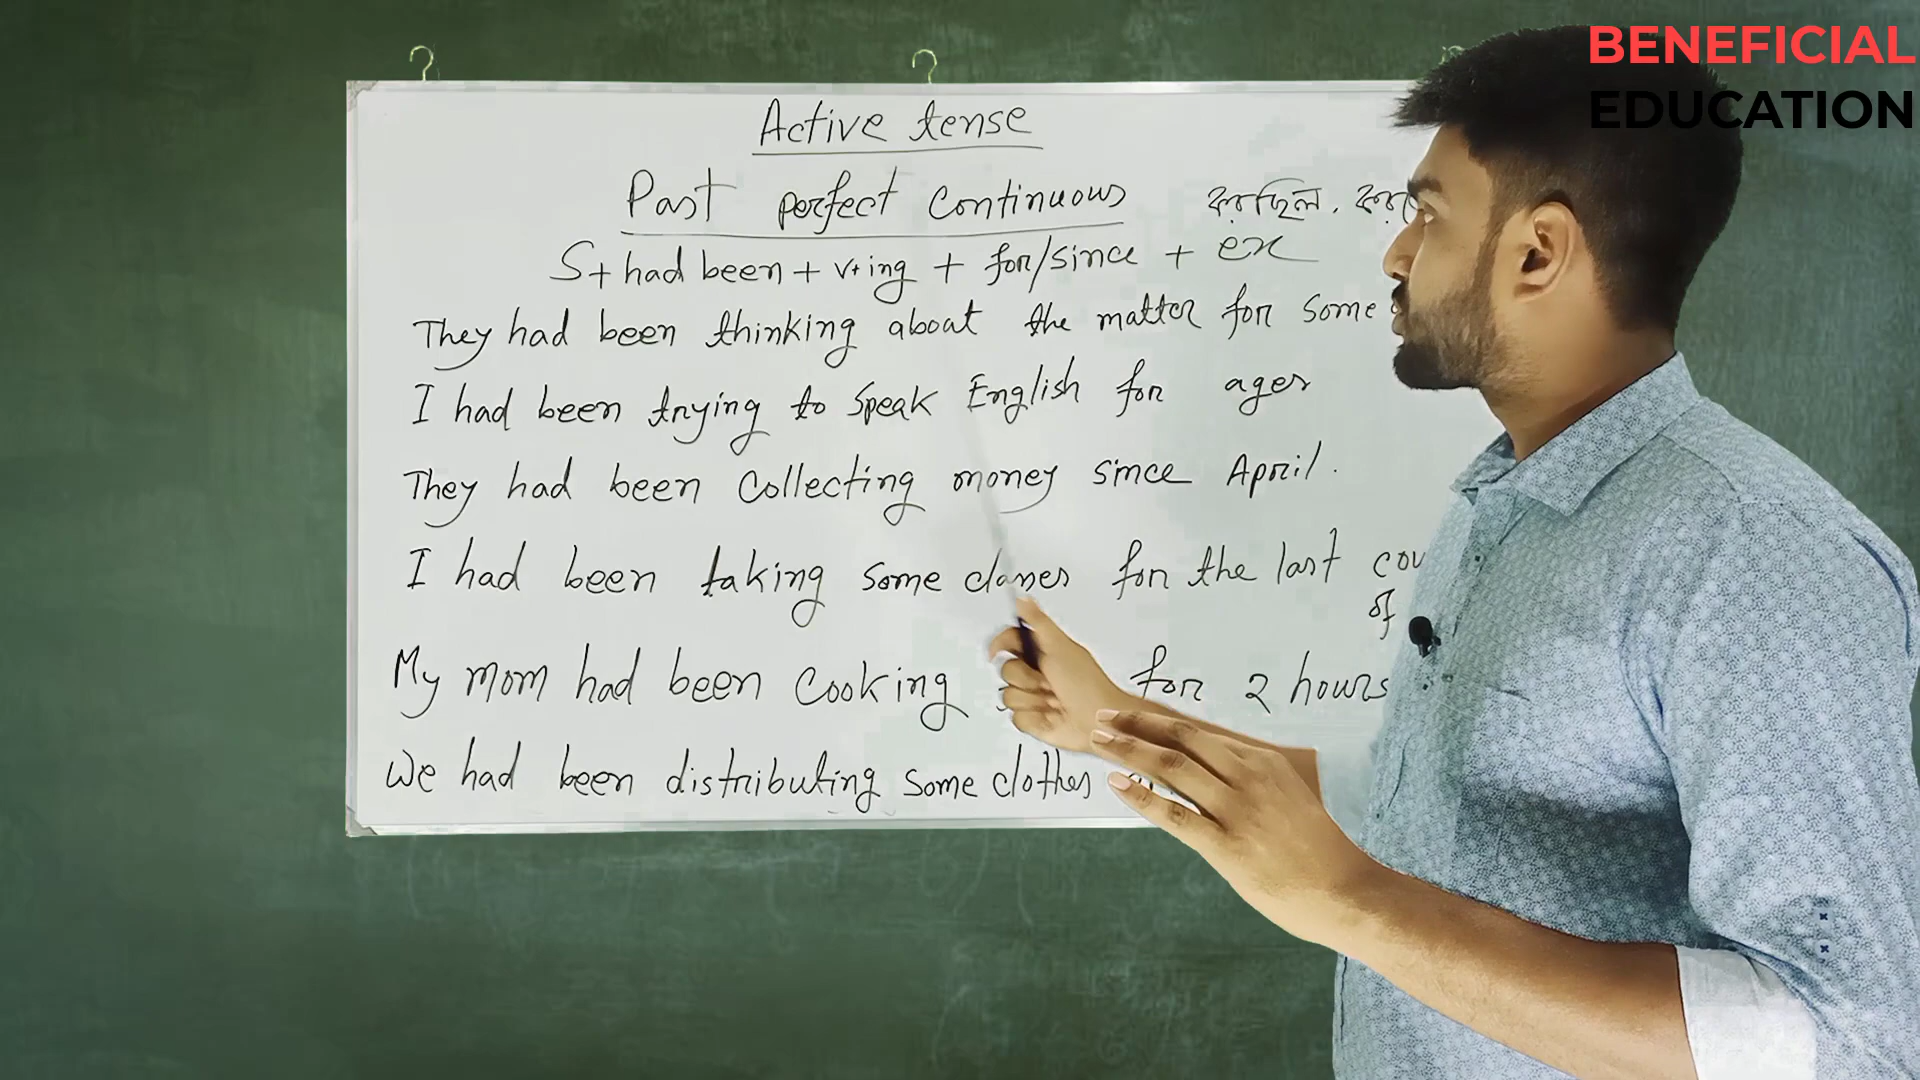 BENEFICIAL
EDUCATION
Active tense
Past perfect continuous করছিল,
S+ had been + v+ing + for/since + ex
They had been thinking about the matter for some
I had been trying to speak English for ages
They had been collecting money since April.
I had been taking some classes for the last
of
My mom had been cooking for 2 hours
We had been distributing some clothes